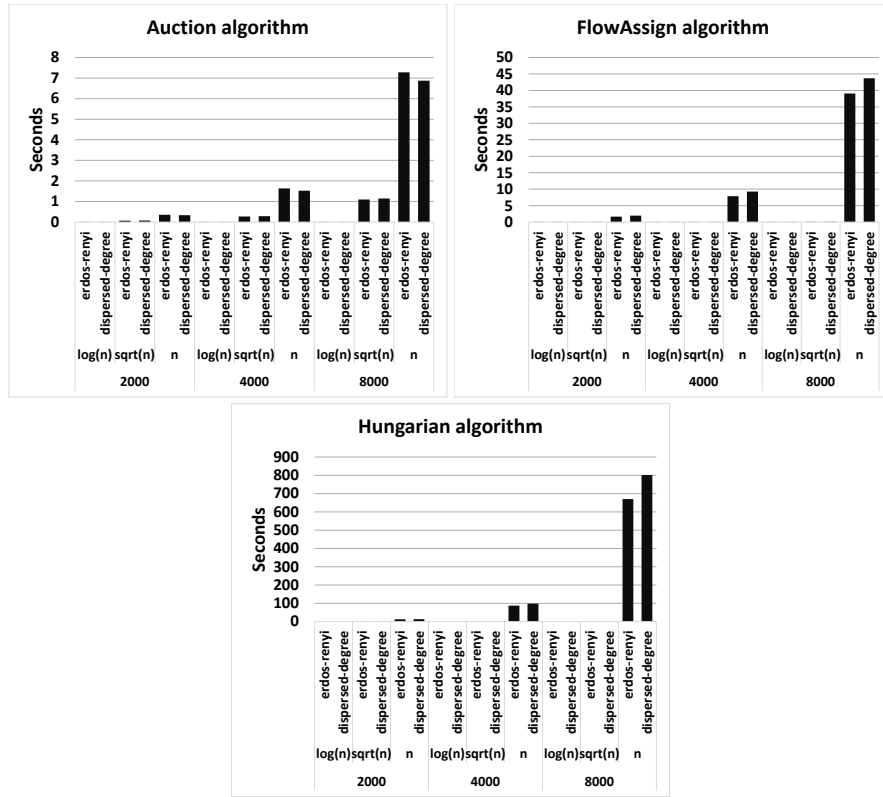 Auction algorithm
8
7
6
5
4
3
2
1
0
Seconds
erdos-renyi
dispersed-degree
erdos-renyi
dispersed-degree
erdos-renyi
dispersed-degree
erdos-renyi
dispersed-degree
erdos-renyi
dispersed-degree
erdos-renyi
dispersed-degree
erdos-renyi
dispersed-degree
erdos-renyi
dispersed-degree
erdos-renyi
dispersed-degree
log(n) sqrt(n) n log(n) sqrt(n) n log(n) sqrt(n) n
2000 4000 8000
FlowAssign algorithm
50
45
40
35
30
25
20
15
10
5
0
Seconds
erdos-renyi
dispersed-degree
erdos-renyi
dispersed-degree
erdos-renyi
dispersed-degree
erdos-renyi
dispersed-degree
erdos-renyi
dispersed-degree
erdos-renyi
dispersed-degree
erdos-renyi
dispersed-degree
erdos-renyi
dispersed-degree
erdos-renyi
dispersed-degree
log(n) sqrt(n) n log(n) sqrt(n) n log(n) sqrt(n) n
2000 4000 8000
Hungarian algorithm
900
800
700
600
500
400
300
200
100
0
Seconds
erdos-renyi
dispersed-degree
erdos-renyi
dispersed-degree
erdos-renyi
dispersed-degree
erdos-renyi
dispersed-degree
erdos-renyi
dispersed-degree
erdos-renyi
dispersed-degree
erdos-renyi
dispersed-degree
erdos-renyi
dispersed-degree
erdos-renyi
dispersed-degree
log(n) sqrt(n) n log(n) sqrt(n) n log(n) sqrt(n) n
2000 4000 8000